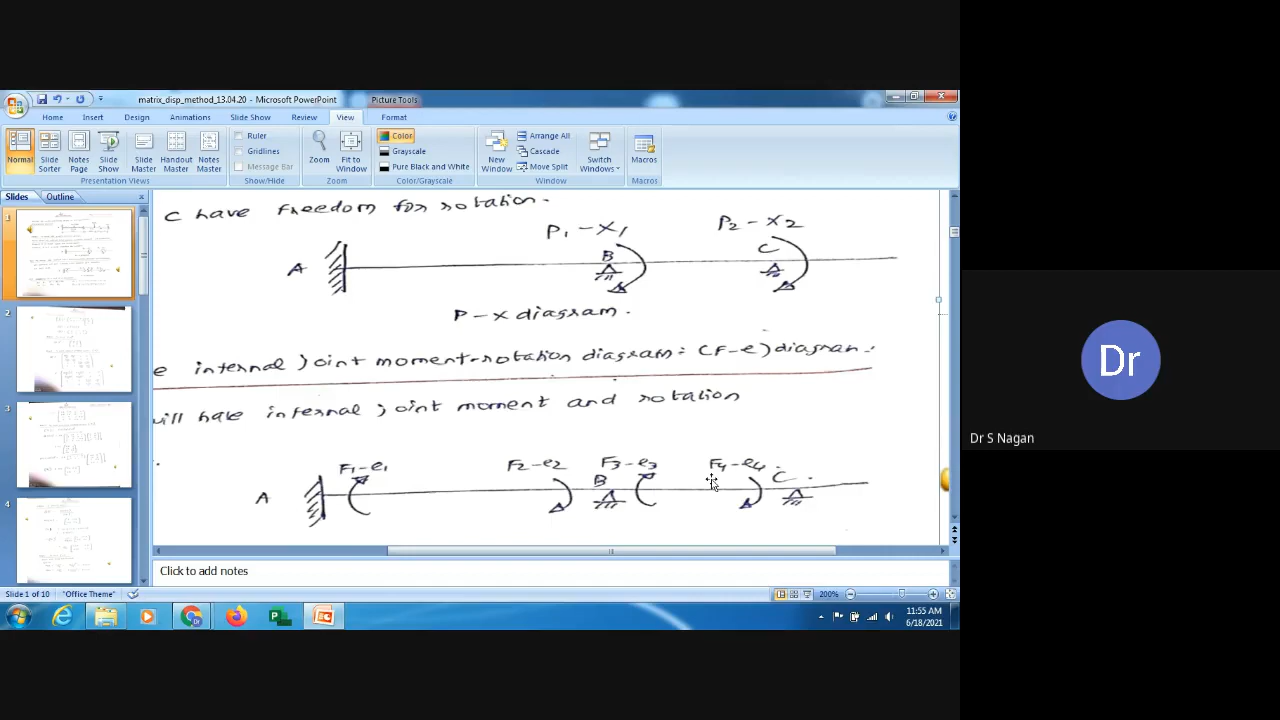 matrix_disp_method_13.04.20 - Microsoft PowerPoint
Picture Tools
Home Insert Design Animations Slide Show Review View Format
Normal
Slide Sorter
Notes Page
Slide Show
Slide Master
Handout Master
Notes Master
Presentation Views
Ruler
Gridlines
Message Bar
Show/Hide
Zoom
Fit to Window
Zoom
Color
Grayscale
Pure Black and White
Color/Grayscale
New Window
Arrange All
Cascade
Move Split
Switch Windows
Window
Macros
Macros
Slides Outline
1
2
3
4
C have freedom for rotation.
P1-X1 P2-X2
A B C
P-X diagram.
e internal joint moment-rotation diagram: (F-e) diagram.
will have internal joint moment and rotation
F1-e1 F2-e2 F3-e3 F4-e4
A B C
Click to add notes
Slide 1 of 10 "Office Theme" 200%
11:55 AM
6/18/2021
Dr
Dr S Nagan